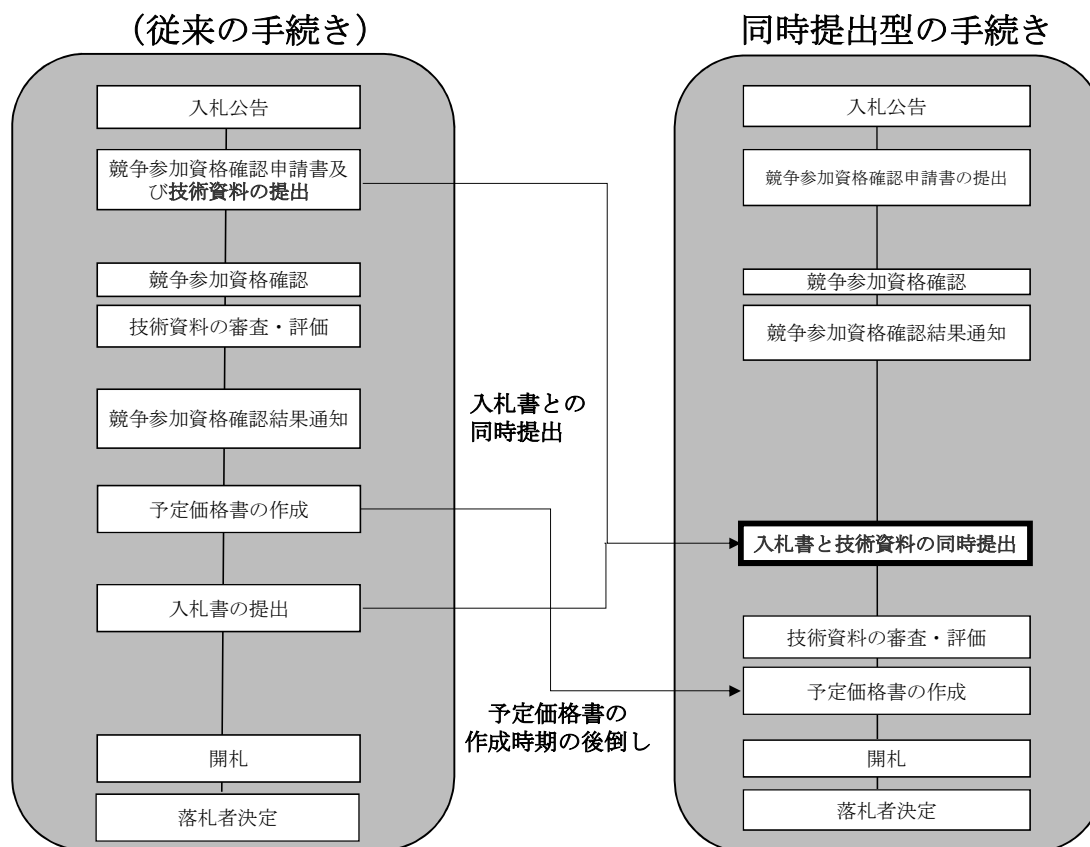 (従来の手続き)
入札公告
競争参加資格確認申請書及
び技術資料の提出
競争参加資格確認
技術資料の審査・評価
競争参加資格確認結果通知
予定価格書の作成
入札書の提出
開札
落札者決定
入札書との
同時提出
予定価格書の
作成時期の後倒し
同時提出型の手続き
入札公告
競争参加資格確認申請書の提出
競争参加資格確認
競争参加資格確認結果通知
入札書と技術資料の同時提出
技術資料の審査・評価
予定価格書の作成
開札
落札者決定